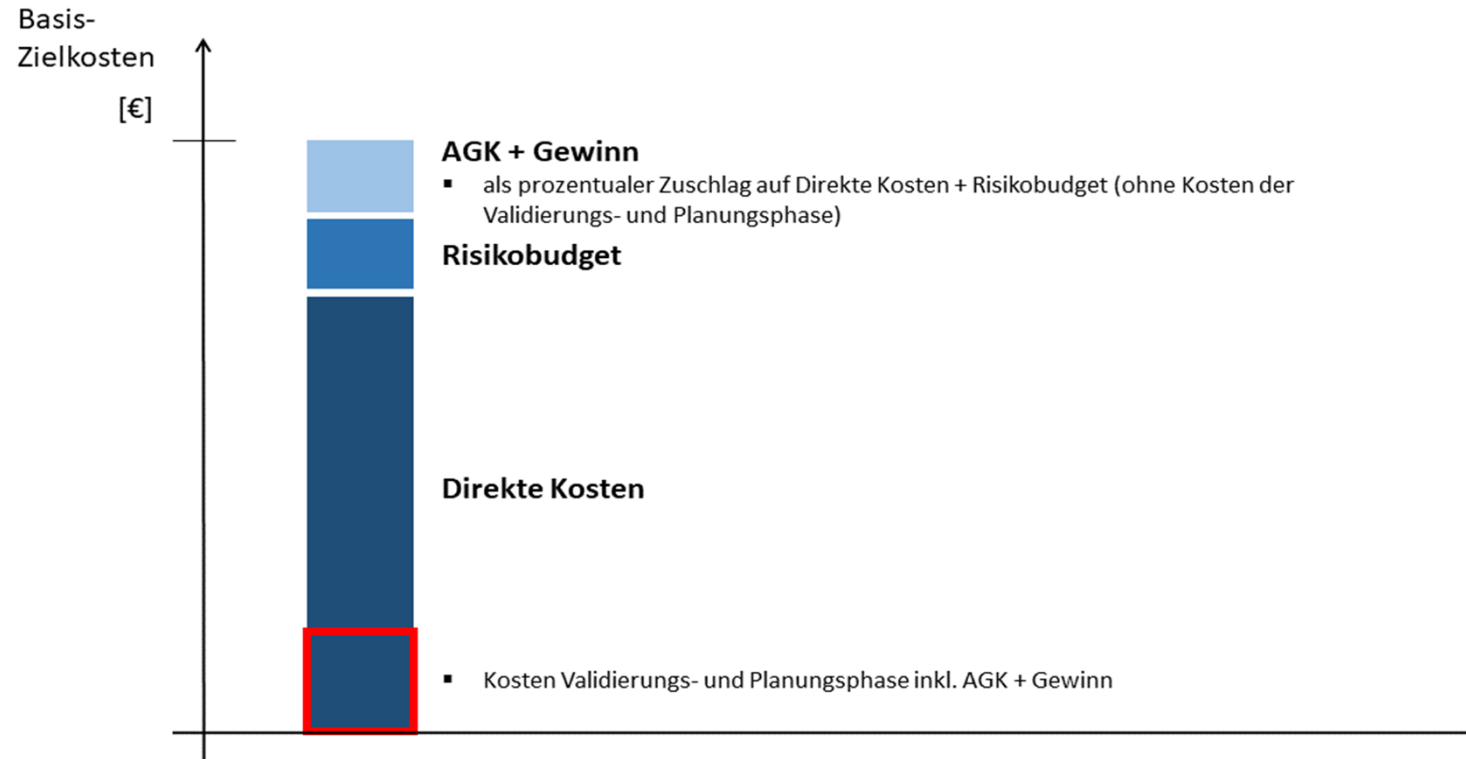 Basis-
Zielkosten
[€]
AGK + Gewinn
▪ als prozentualer Zuschlag auf Direkte Kosten + Risikobudget (ohne Kosten der
Validierungs- und Planungsphase)
Risikobudget
Direkte Kosten
▪ Kosten Validierungs- und Planungsphase inkl. AGK + Gewinn